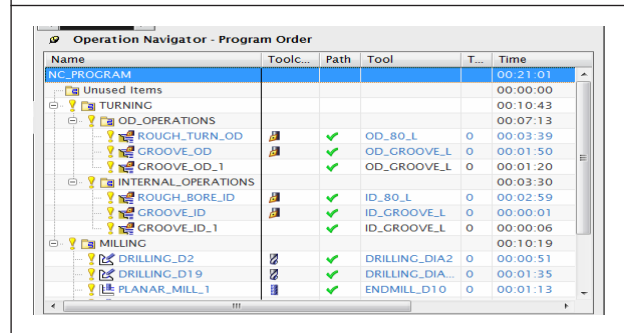 Operation Navigator - Program Order
Name Toolc... Path Tool T... Time
NC_PROGRAM 00:21:01
Unused Items 00:00:00
TURNING 00:10:43
OD_OPERATIONS 00:07:13
ROUGH_TURN_OD OD_80_L 0 00:03:39
GROOVE_OD OD_GROOVE_L 0 00:01:50
GROOVE_OD_1 OD_GROOVE_L 0 00:01:20
INTERNAL_OPERATIONS 00:03:30
ROUGH_BORE_ID ID_80_L 0 00:02:59
GROOVE_ID ID_GROOVE_L 0 00:00:01
GROOVE_ID_1 ID_GROOVE_L 0 00:00:06
MILLING 00:10:19
DRILLING_D2 DRILLING_DIA2 0 00:00:51
DRILLING_D19 DRILLING_DIA... 0 00:01:35
PLANAR_MILL_1 ENDMILL_D10 0 00:01:13